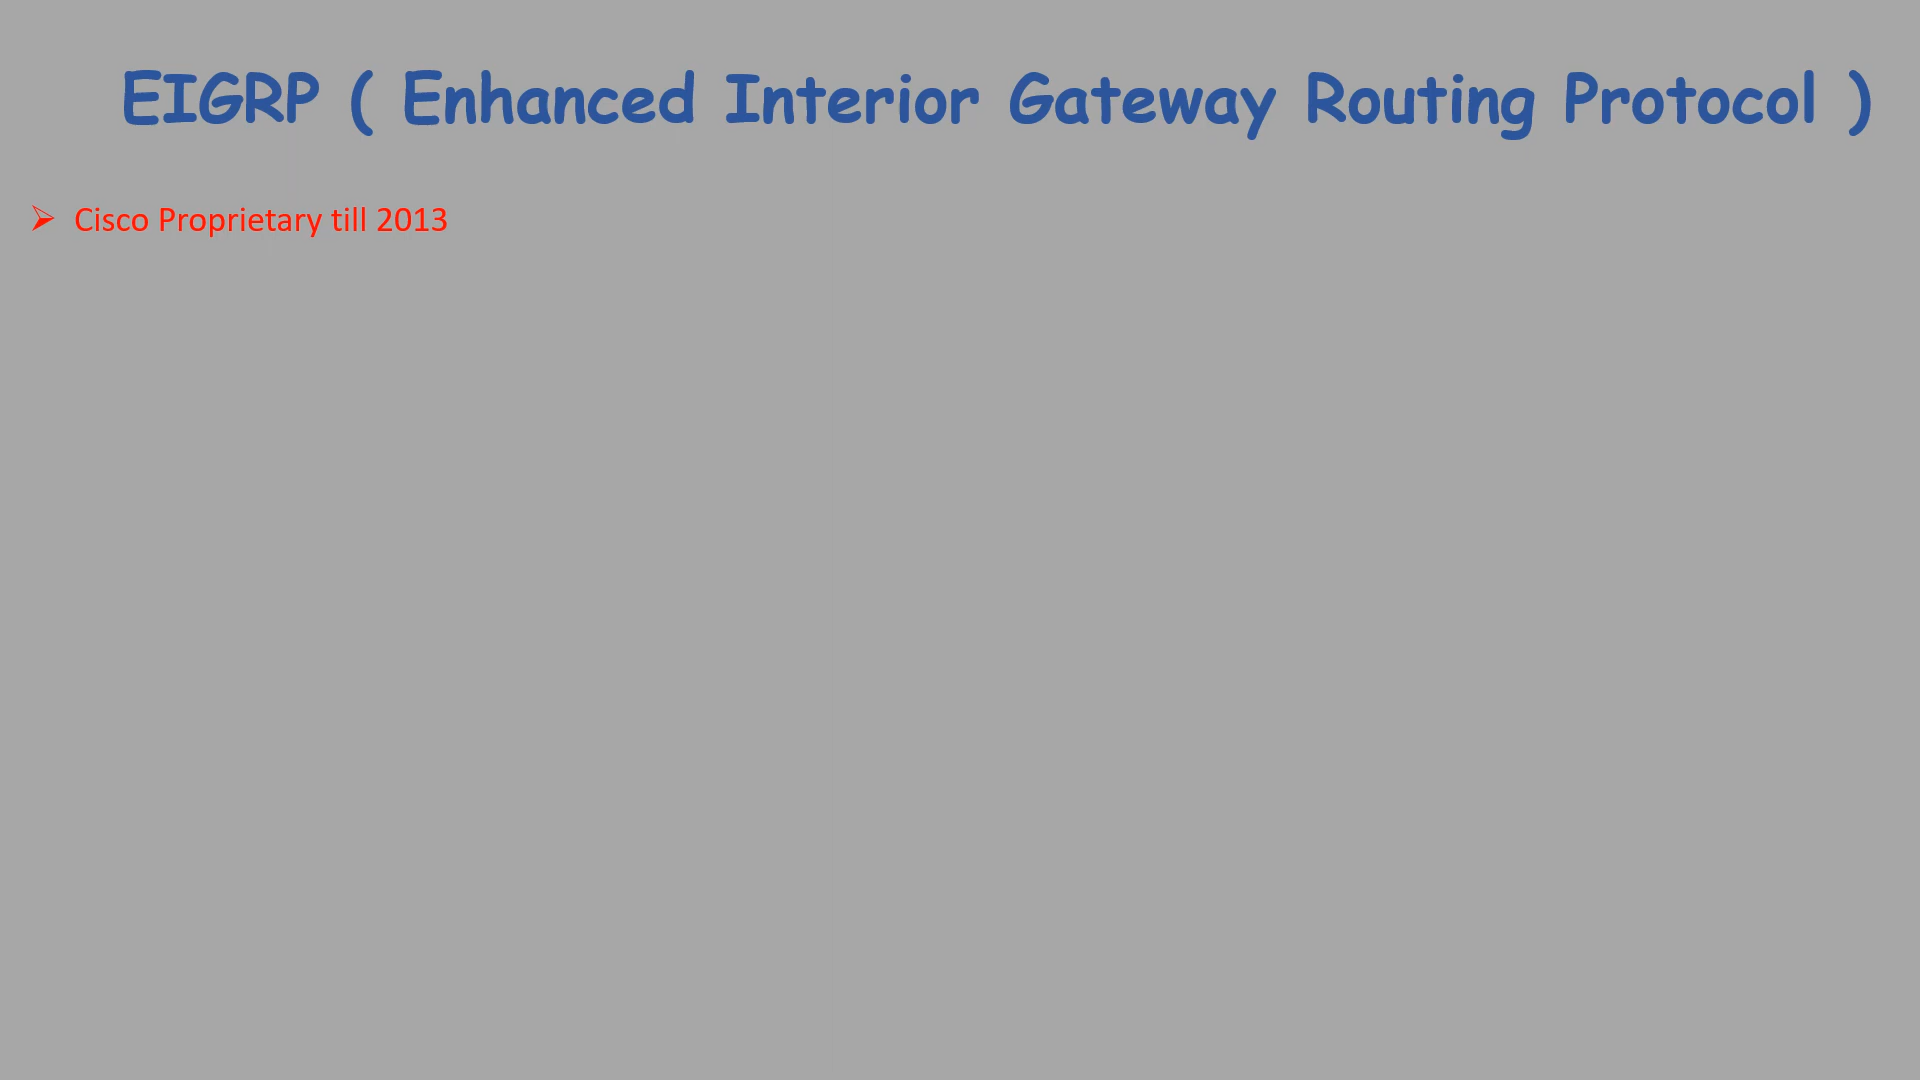 EIGRP ( Enhanced Interior Gateway Routing Protocol )
➢ Cisco Proprietary till 2013